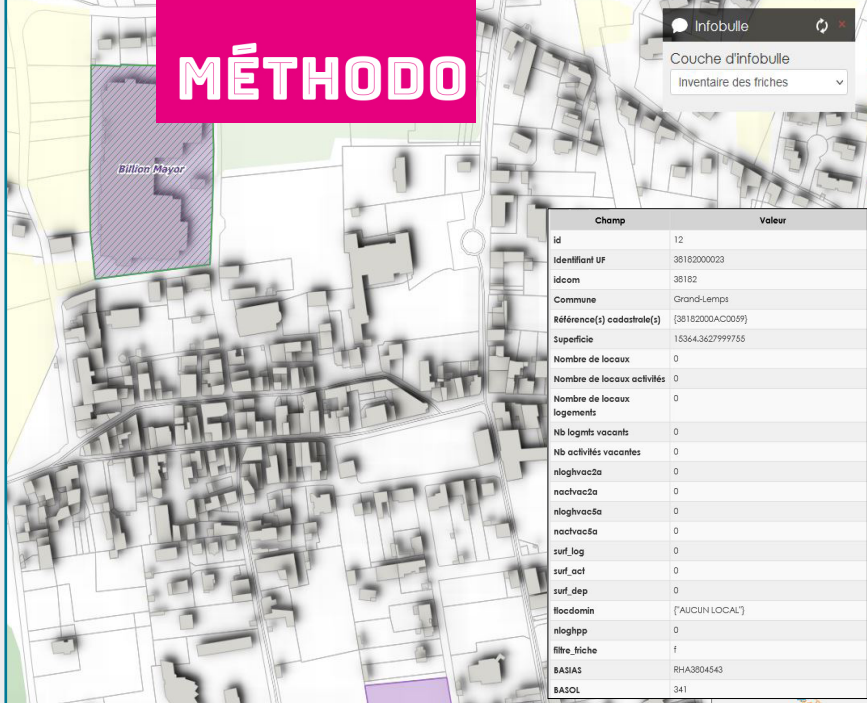 MÉTHODO
Infobulle
Couche d'infobulle
Inventaire des friches
Billion Mayor
Champ Valeur
id 12
Identifiant UF 38182000023
idcom 38182
Commune Grand-Lemps
Référence(s) cadastrale(s) {38182000AC0059}
Superficie 15364.3627999755
Nombre de locaux 0
Nombre de locaux activités 0
Nombre de locaux
logements 0
Nb logmts vacants 0
Nb activités vacantes 0
nloghvac2a 0
nactvac2a 0
nloghvac5a 0
nactvac5a 0
surf_log 0
surf_act 0
surf_dep 0
tlocdomin {"AUCUN LOCAL"}
nloghpp 0
filtre_friche f
BASIAS RHA3804543
BASOL 341